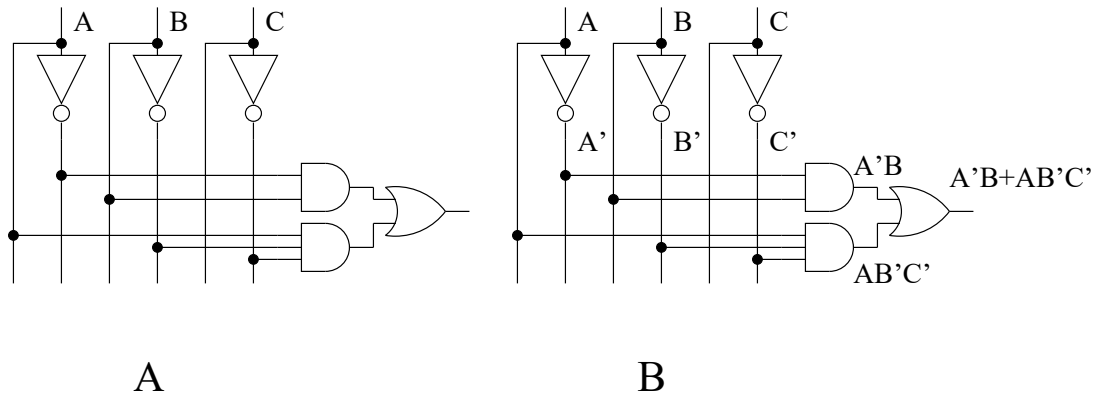 A B C A B C
A’ B’ C’
A’B
A’B+AB’C’
AB’C’
A B